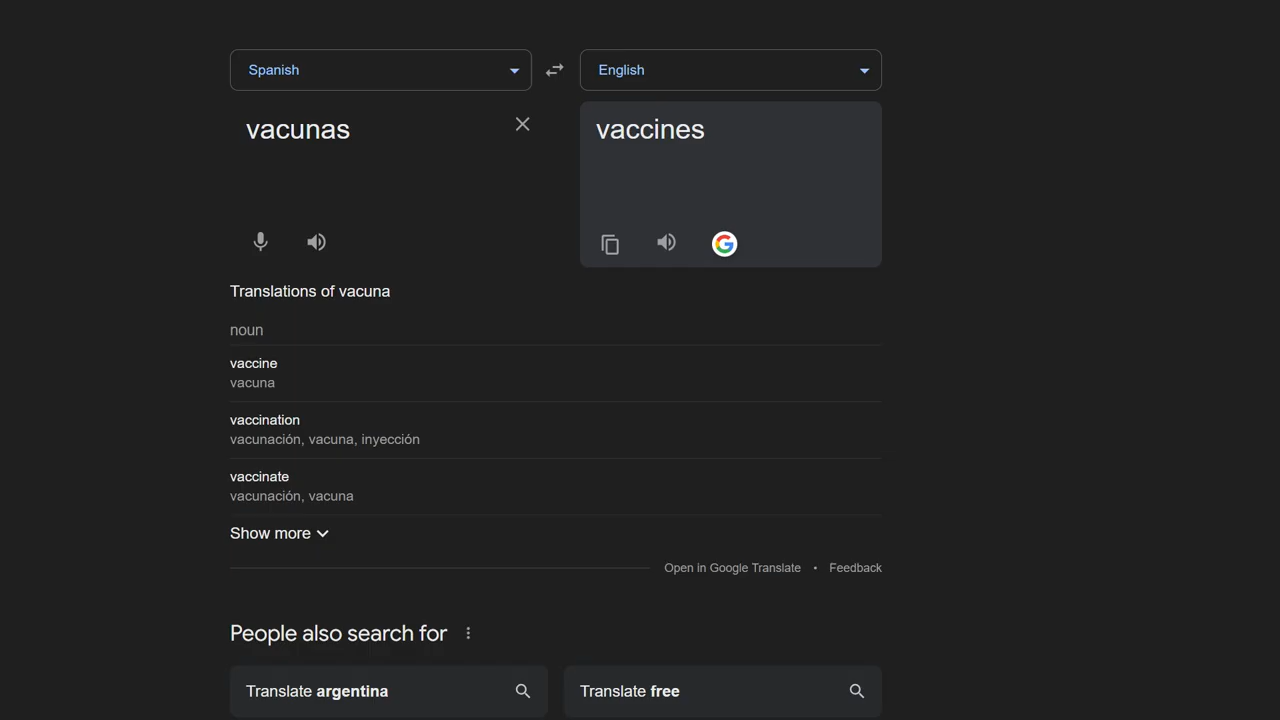 Spanish
English
vacunas
vaccines
Translations of vacuna
noun
vaccine
vacuna
vaccination
vacunación, vacuna, inyección
vaccinate
vacunación, vacuna
Show more
Open in Google Translate • Feedback
People also search for
Translate argentina
Translate free